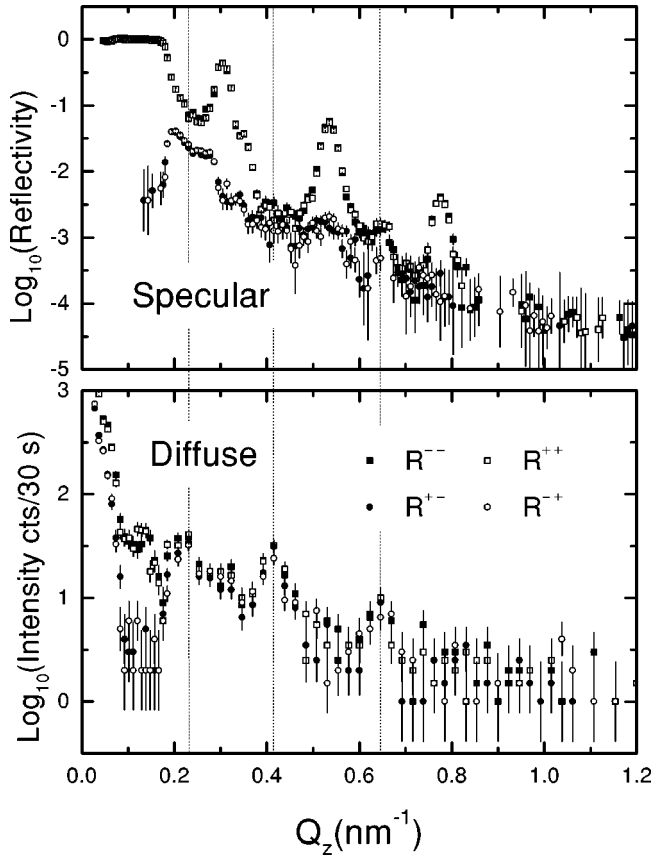 0
-1
-2
-3
-4
-5
Log10(Reflectivity)
Specular
3
2
1
0
Log10(Intensity cts/30 s)
Diffuse
R−− R++
R+− R−+
0.0 0.2 0.4 0.6 0.8 1.0 1.2
Qz(nm-1)